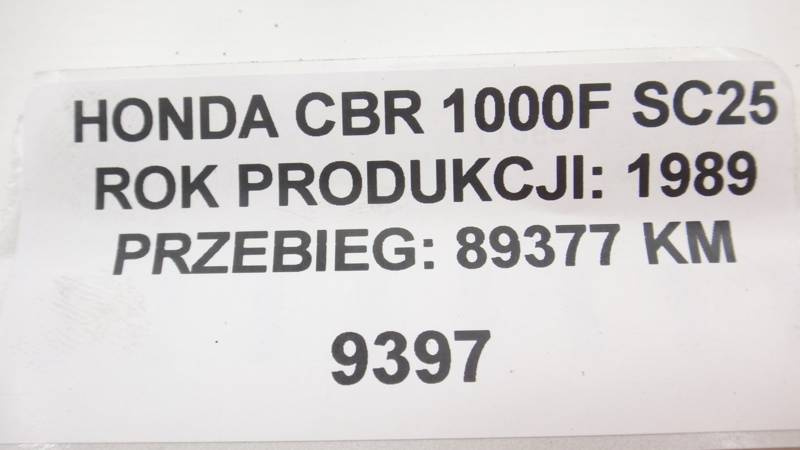 HONDA CBR 1000F SC25
ROK PRODUKCJI: 1989
PRZEBIEG: 89377 KM
9397